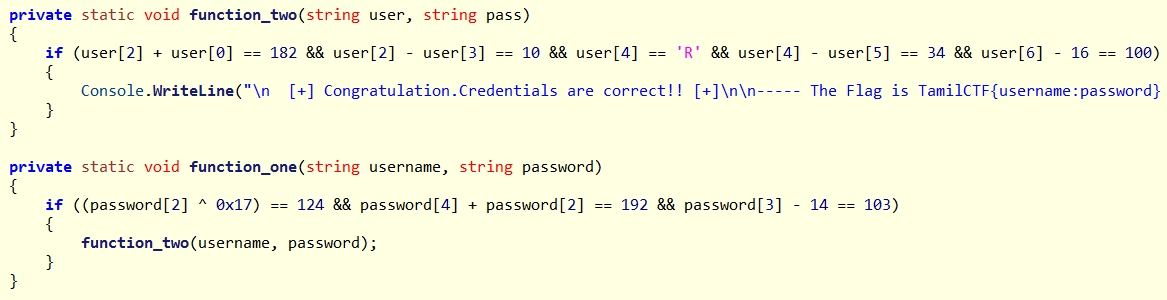 private static void function_two(string user, string pass)
{
    if (user[2] + user[0] == 182 && user[2] - user[3] == 10 && user[4] == 'R' && user[4] - user[5] == 34 && user[6] - 16 == 100)
    {
        Console.WriteLine("\n  [+] Congratulation.Credentials are correct!! [+]\n\n----- The Flag is TamilCTF{username:password}
    }
}

private static void function_one(string username, string password)
{
    if ((password[2] ^ 0x17) == 124 && password[4] + password[2] == 192 && password[3] - 14 == 103)
    {
        function_two(username, password);
    }
}